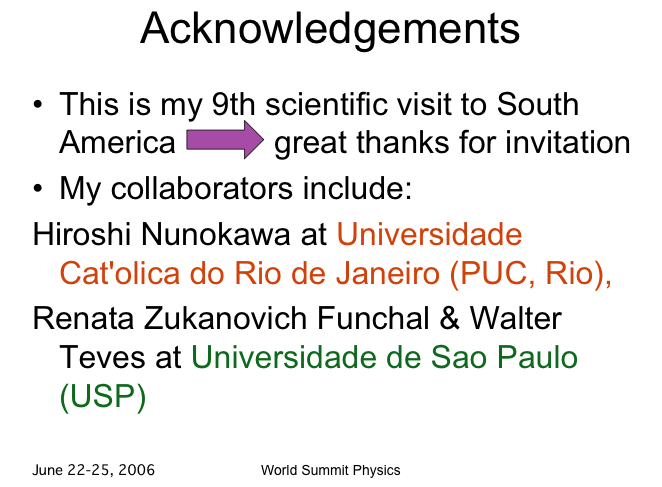 Acknowledgements
• This is my 9th scientific visit to South
America great thanks for invitation
• My collaborators include:
Hiroshi Nunokawa at Universidade
Cat'olica do Rio de Janeiro (PUC, Rio),
Renata Zukanovich Funchal & Walter
Teves at Universidade de Sao Paulo
(USP)
June 22-25, 2006
World Summit Physics